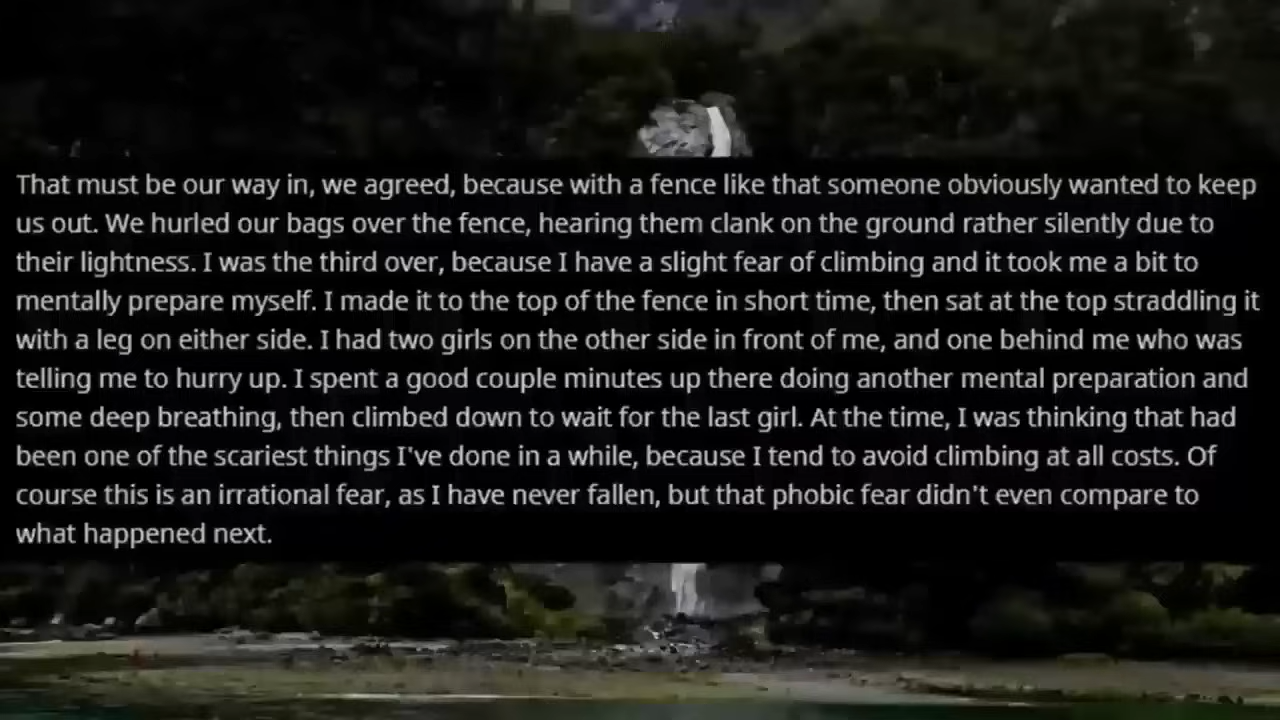 That must be our way in, we agreed, because with a fence like that someone obviously wanted to keep
us out. We hurled our bags over the fence, hearing them clank on the ground rather silently due to
their lightness. I was the third over, because I have a slight fear of climbing and it took me a bit to
mentally prepare myself. I made it to the top of the fence in short time, then sat at the top straddling it
with a leg on either side. I had two girls on the other side in front of me, and one behind me who was
telling me to hurry up. I spent a good couple minutes up there doing another mental preparation and
some deep breathing, then climbed down to wait for the last girl. At the time, I was thinking that had
been one of the scariest things I've done in a while, because I tend to avoid climbing at all costs. Of
course this is an irrational fear, as I have never fallen, but that phobic fear didn't even compare to
what happened next.